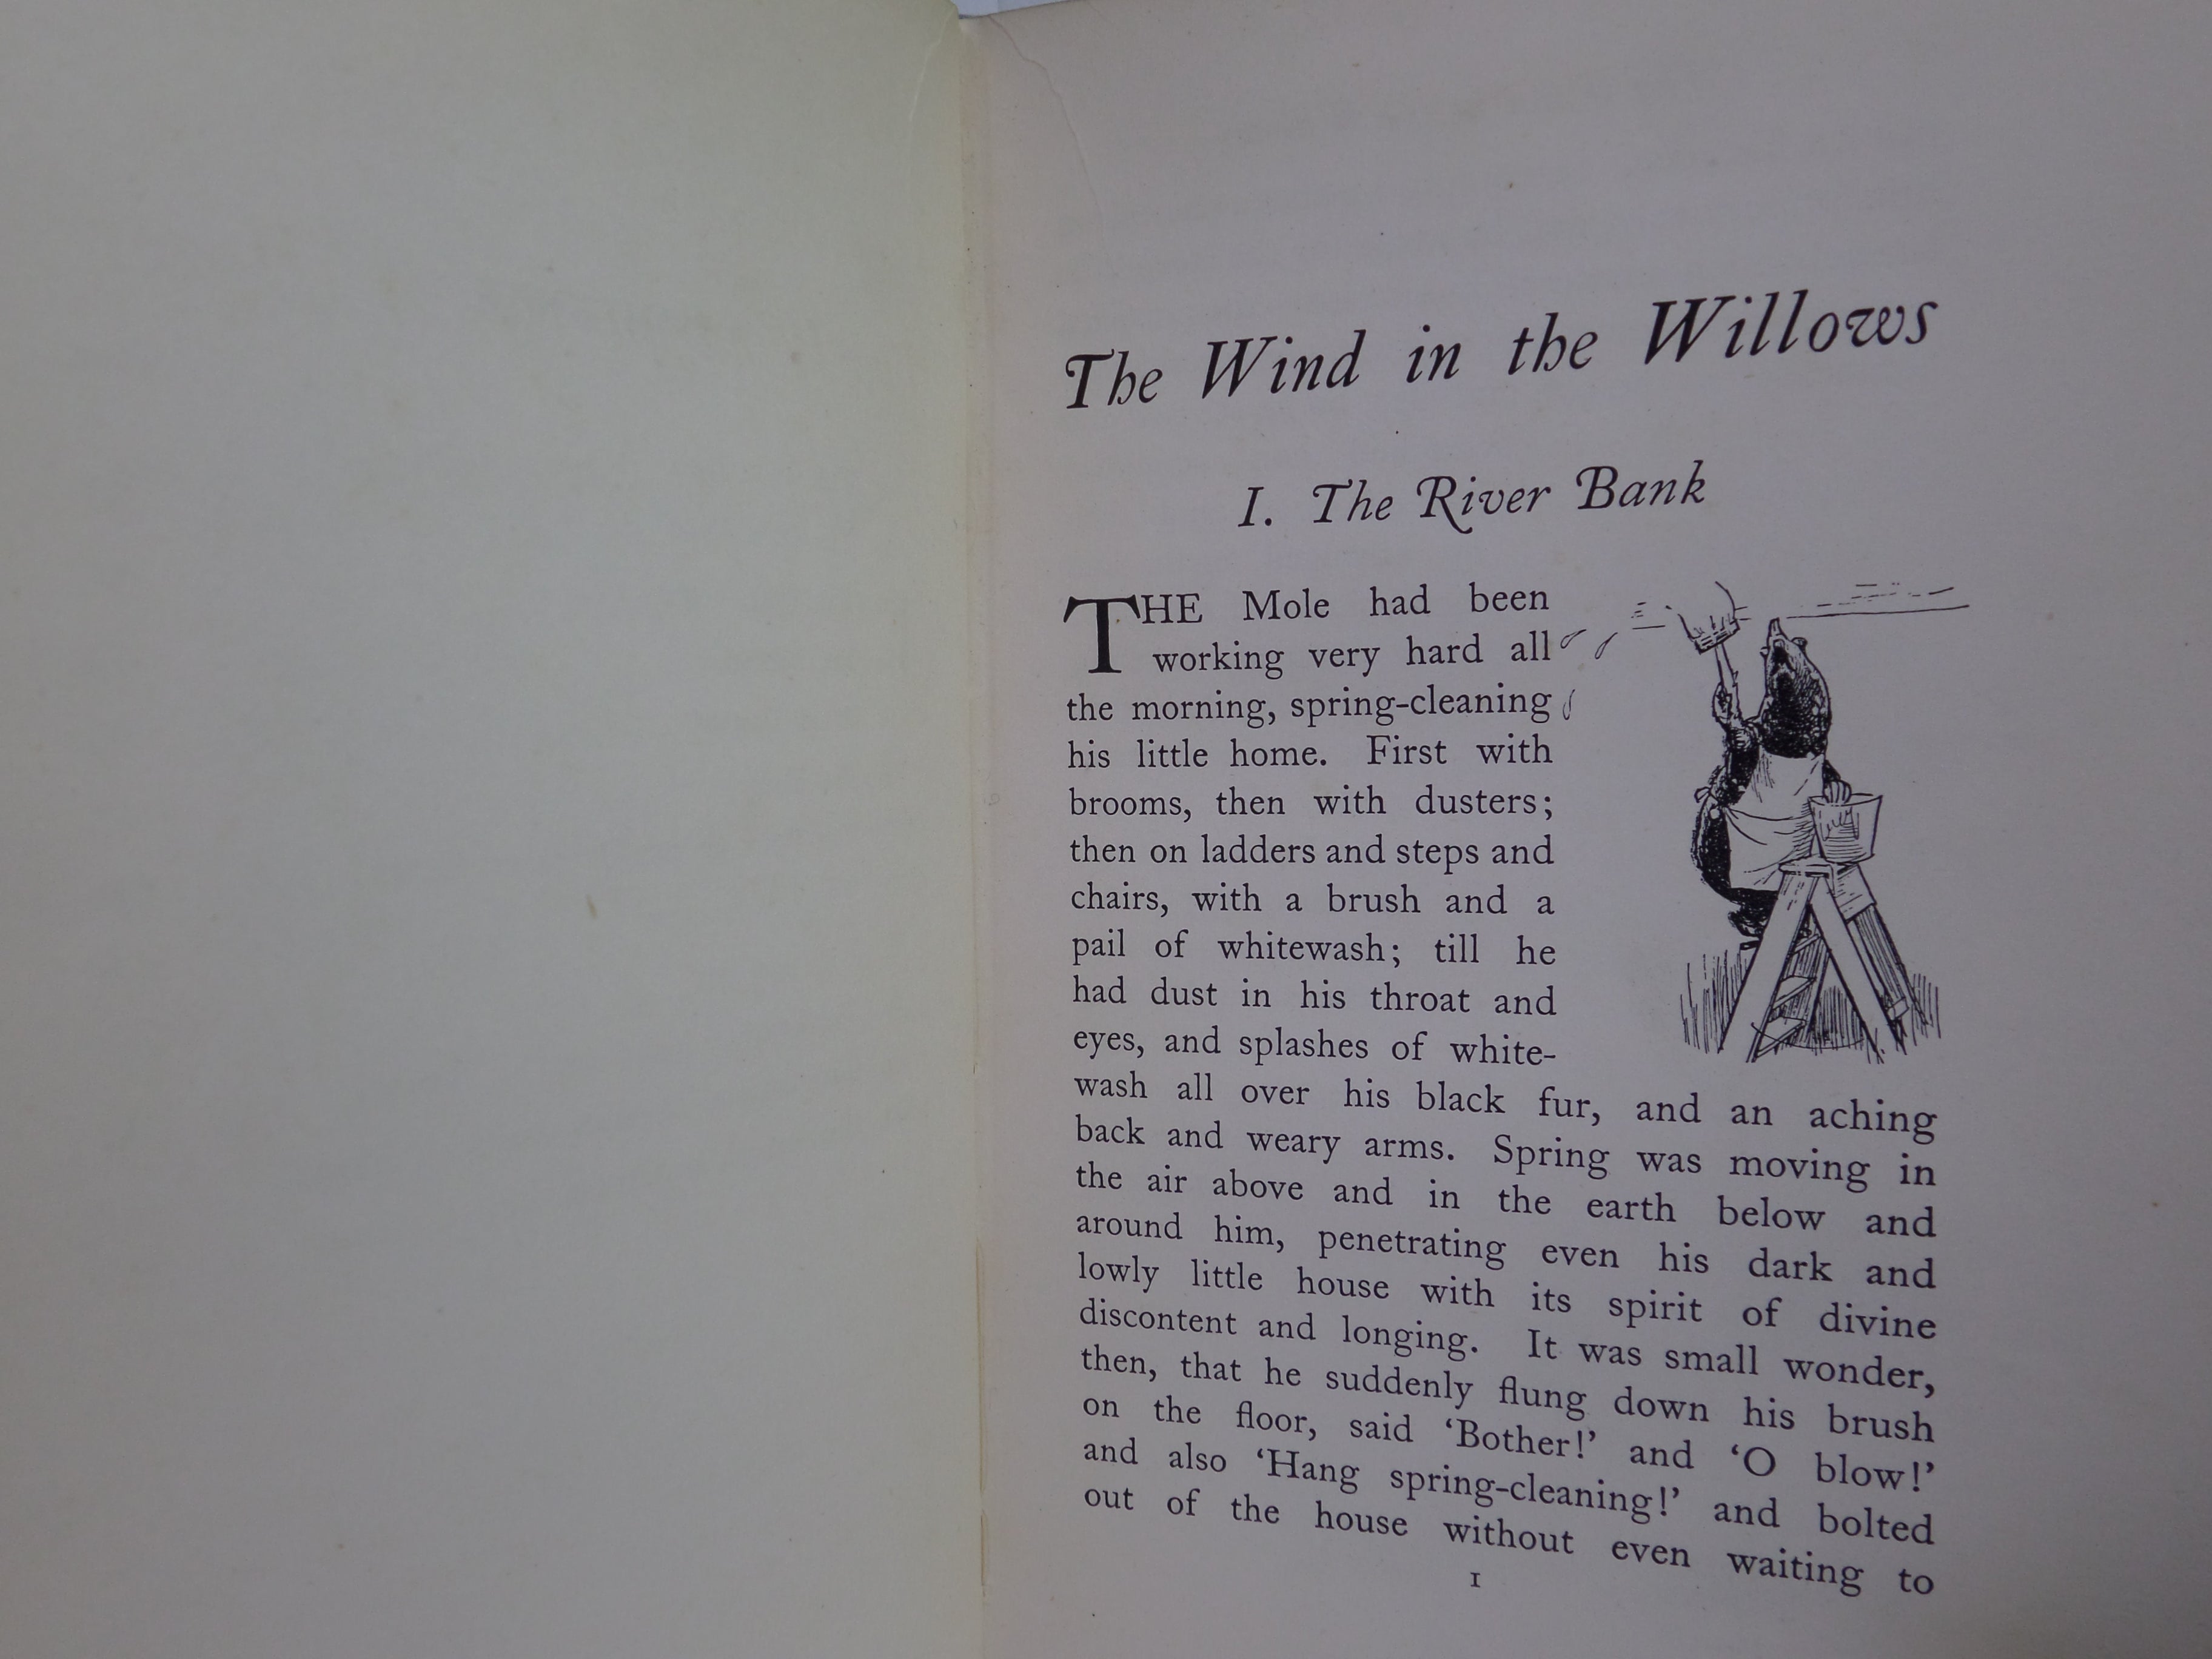 The Wind in the Willows
I. The River Bank
THE Mole had been
working very hard all
the morning, spring-cleaning
his little home. First with
brooms, then with dusters;
then on ladders and steps and
chairs, with a brush and a
pail of whitewash; till he
had dust in his throat and
eyes, and splashes of white-
wash all over his black fur, and an aching
back and weary arms. Spring was moving in
the air above and in the earth below and
around him, penetrating even his dark and
lowly little house with its spirit of divine
discontent and longing. It was small wonder,
then, that he suddenly flung down his brush
on the floor, said ‘Bother!’ and ‘O blow!’
and also ‘Hang spring-cleaning!’ and bolted
out of the house without even waiting to
1